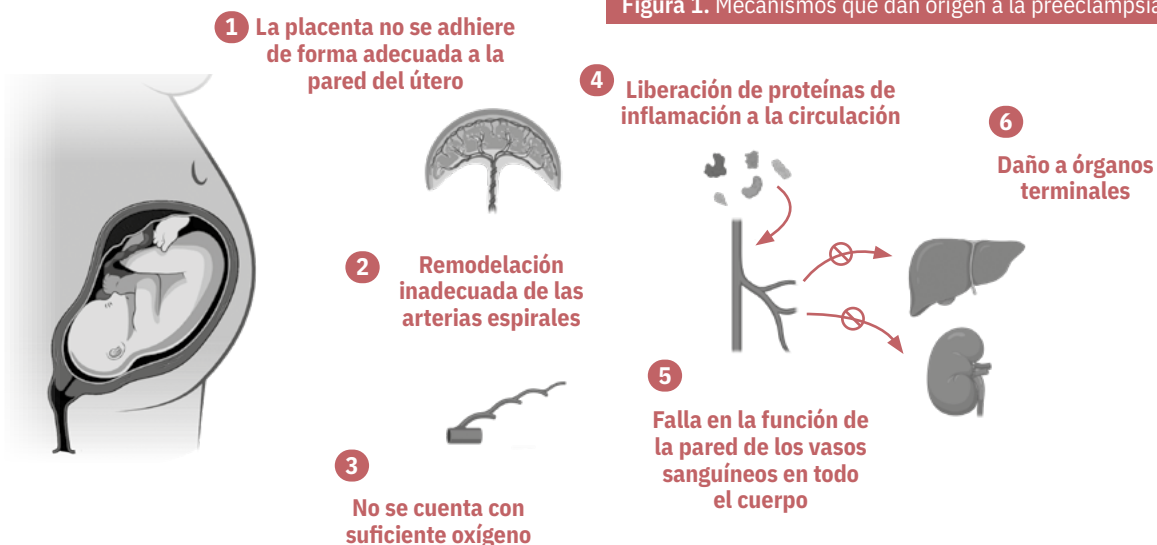 Figura 1. Mecanismos que dan origen a la preeclampsia
1 La placenta no se adhiere
de forma adecuada a la
pared del útero
2 Remodelación
inadecuada de las
arterias espirales
3
No se cuenta con
suficiente oxígeno
4 Liberación de proteínas de
inflamación a la circulación
5
Falla en la función de
la pared de los vasos
sanguíneos en todo
el cuerpo
6
Daño a órganos
terminales